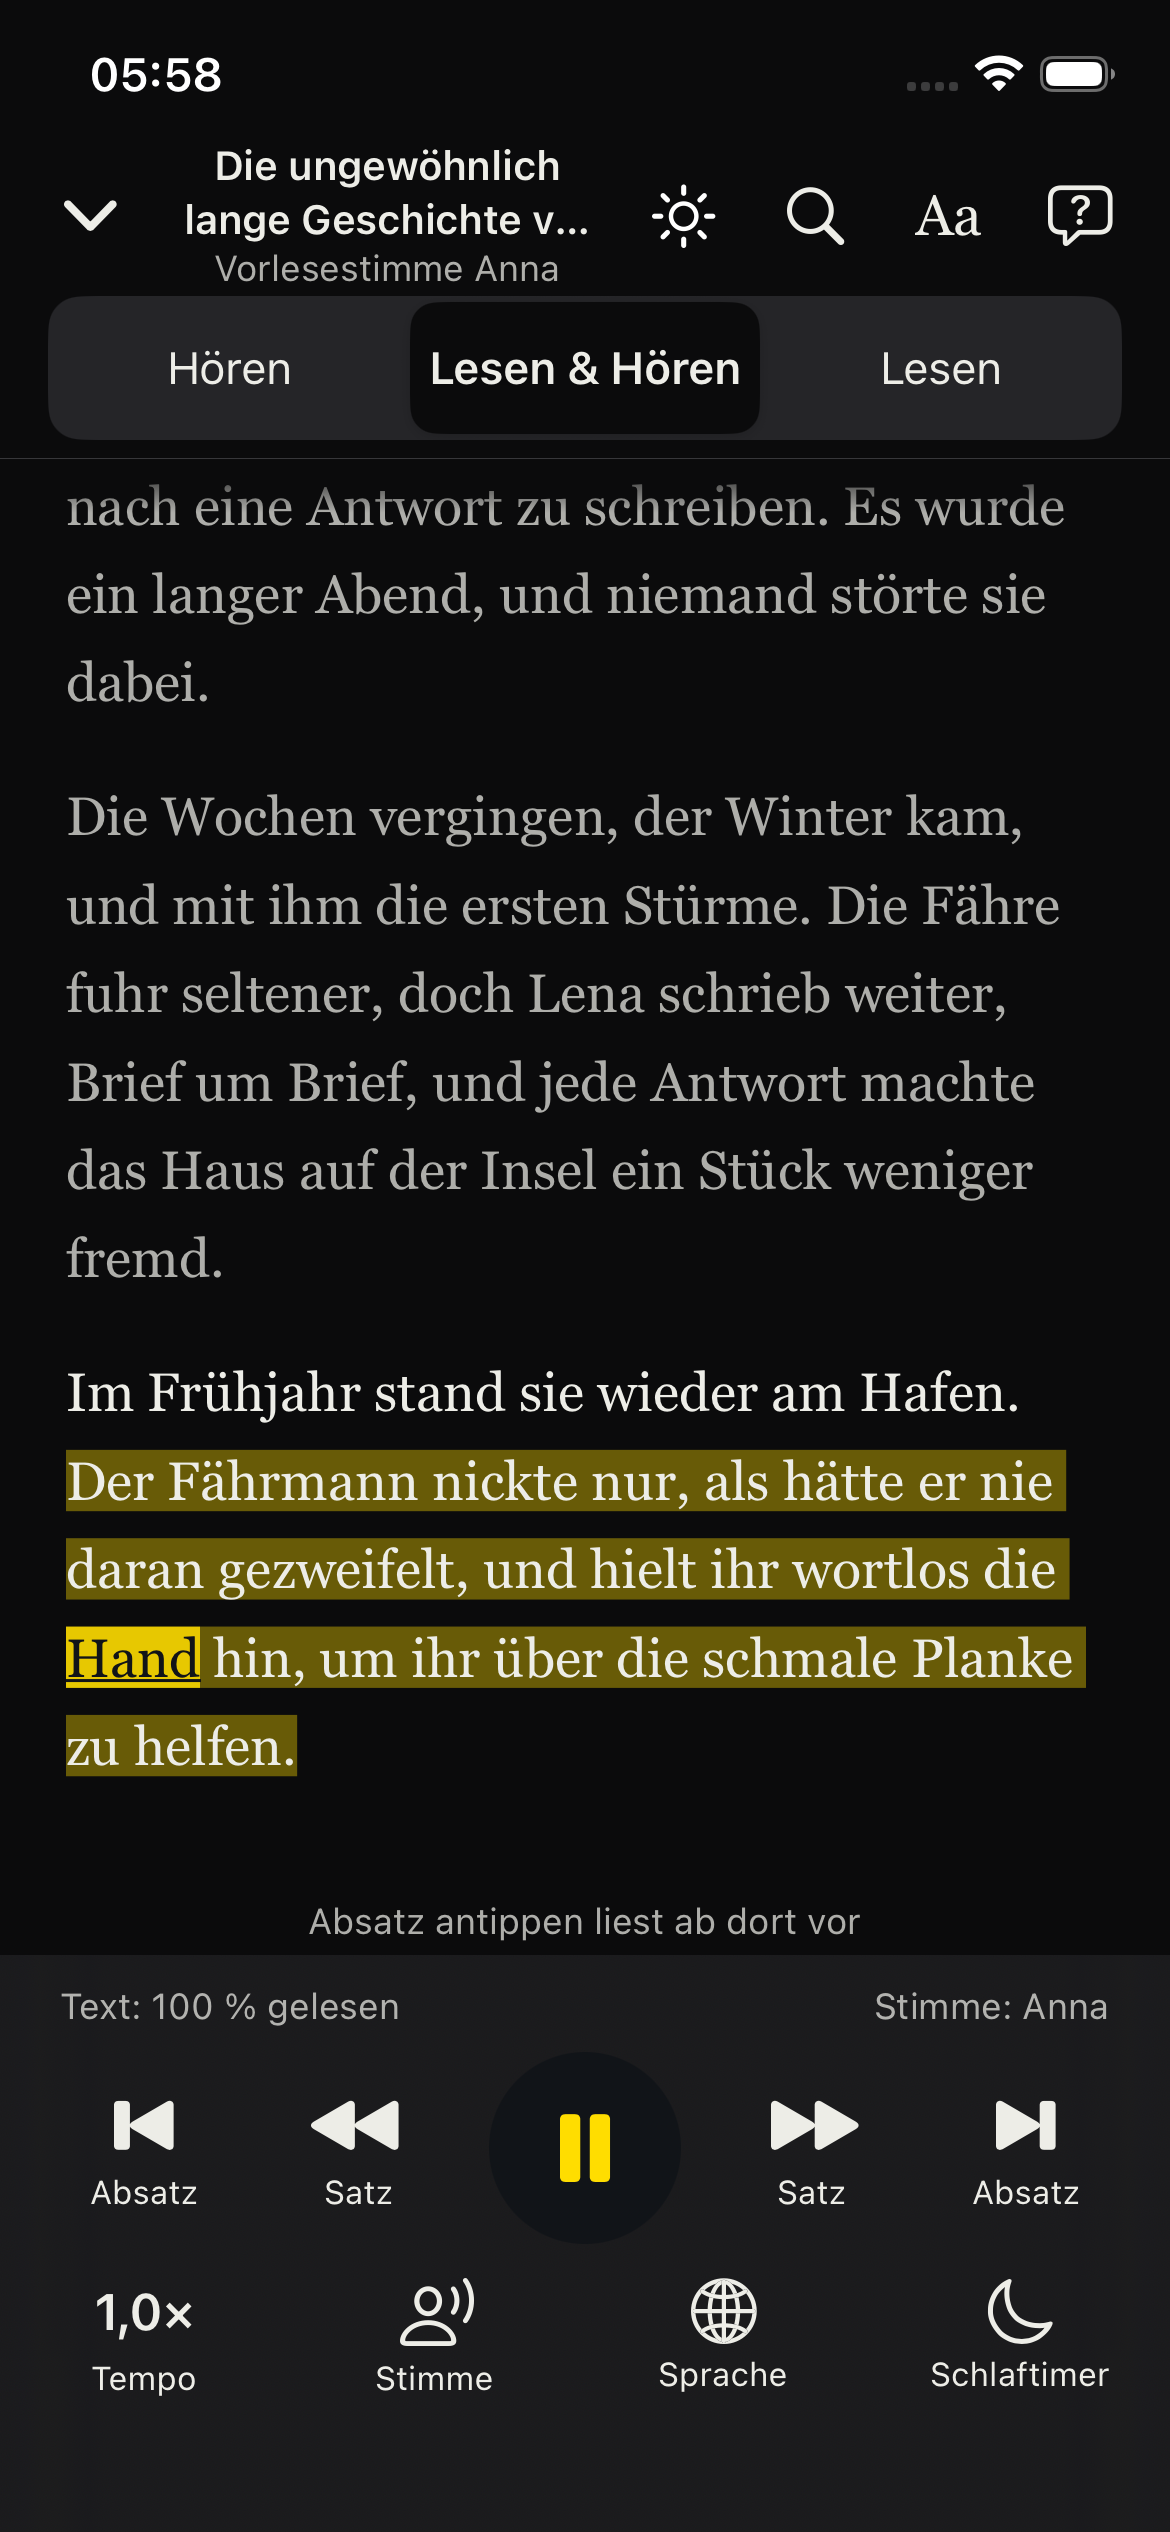 05:58
Die ungewöhnlich
lange Geschichte v...
Vorlesestimme Anna
Aa
?
Hören
Lesen & Hören
Lesen
nach eine Antwort zu schreiben. Es wurde
ein langer Abend, und niemand störte sie
dabei.
Die Wochen vergingen, der Winter kam,
und mit ihm die ersten Stürme. Die Fähre
fuhr seltener, doch Lena schrieb weiter,
Brief um Brief, und jede Antwort machte
das Haus auf der Insel ein Stück weniger
fremd.
Im Frühjahr stand sie wieder am Hafen.
Der Fährmann nickte nur, als hätte er nie
daran gezweifelt, und hielt ihr wortlos die
Hand hin, um ihr über die schmale Planke
zu helfen.
Absatz antippen liest ab dort vor
Text: 100 % gelesen
Stimme: Anna
Absatz
Satz
Satz
Absatz
1,0×
Tempo
Stimme
Sprache
Schlaftimer